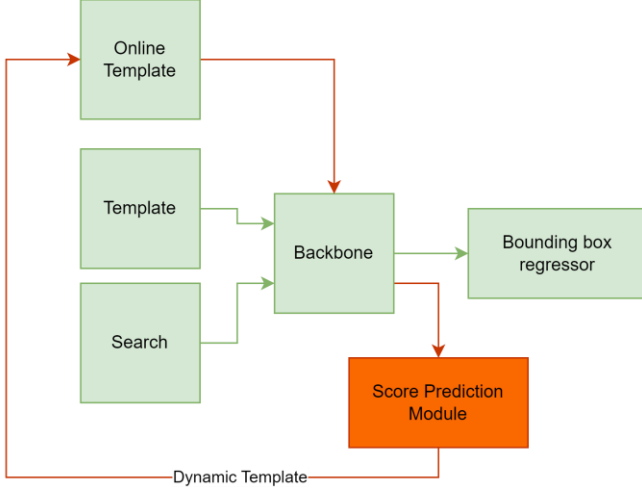 Online
Template
Template
Search
Backbone
Bounding box
regressor
Score Prediction
Module
Dynamic Template